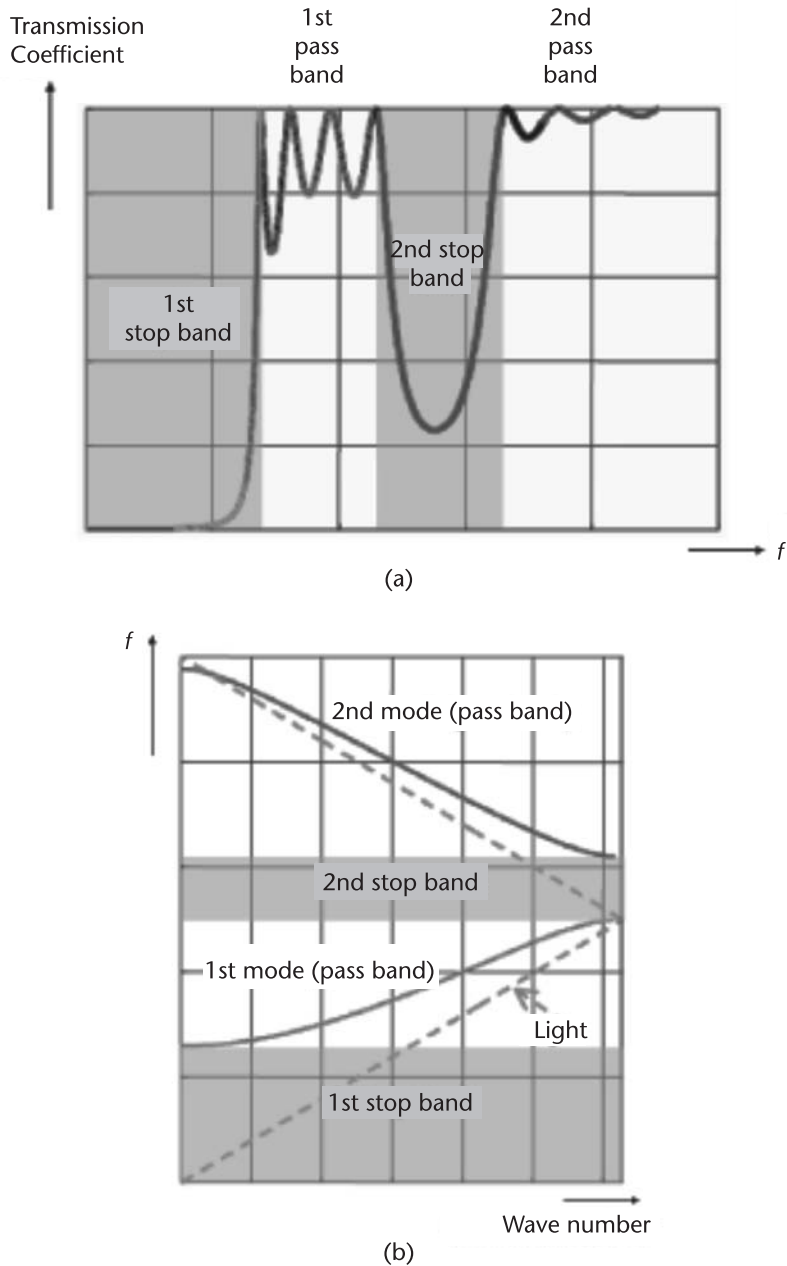 Transmission
Coefficient
1st
pass
band
2nd
pass
band
1st
stop band
2nd stop
band
f
(a)
f
2nd mode (pass band)
2nd stop band
1st mode (pass band)
Light
1st stop band
Wave number
(b)